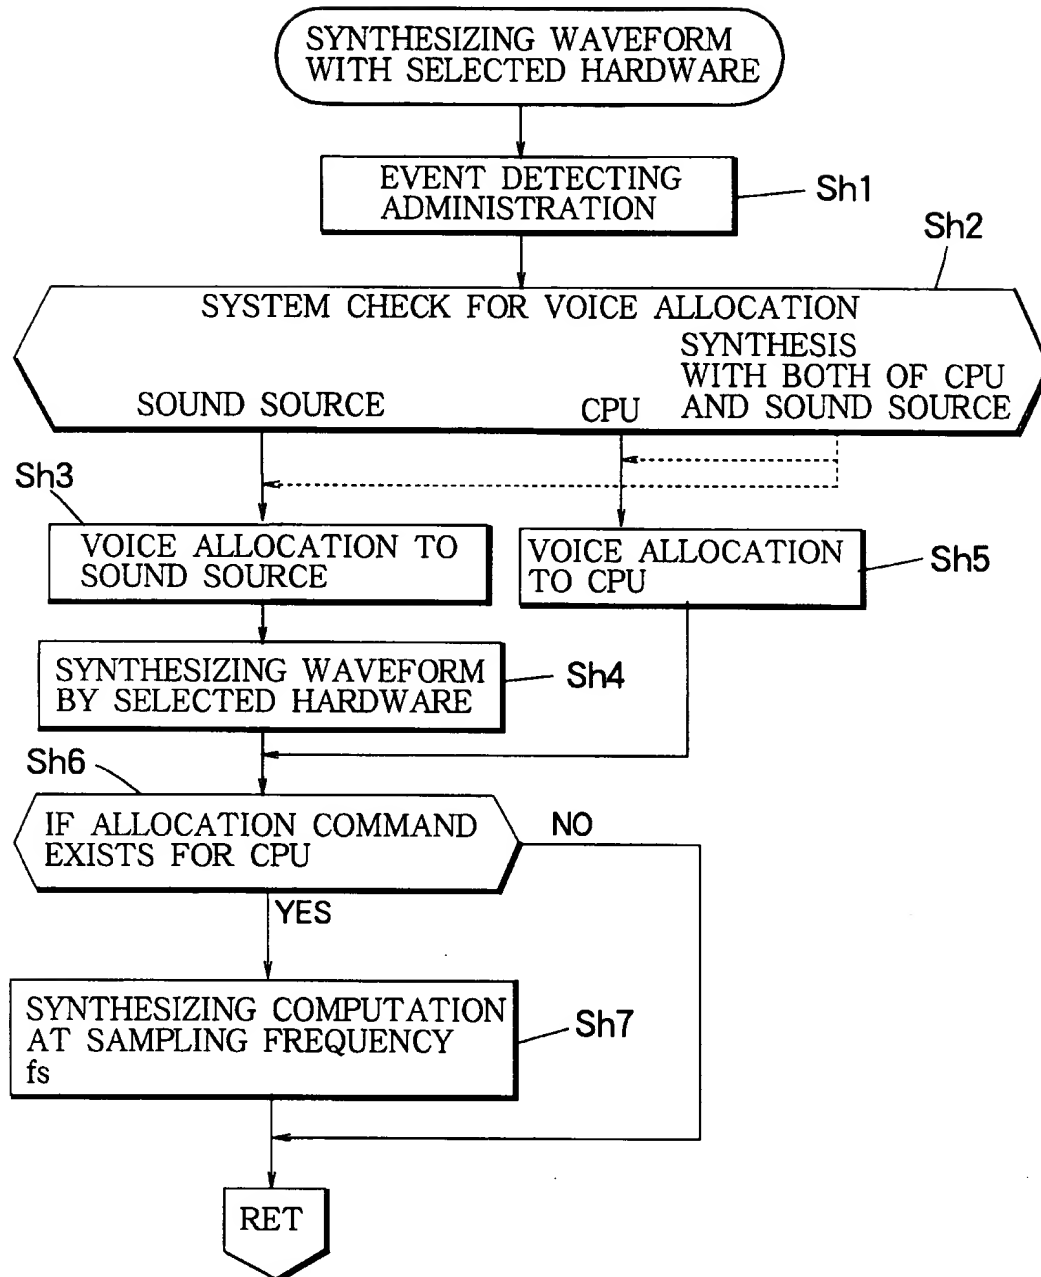 SYNTHESIZING WAVEFORM
WITH SELECTED HARDWARE
EVENT DETECTING
ADMINISTRATION
Sh1
Sh2
SYSTEM CHECK FOR VOICE ALLOCATION
SOUND SOURCE
CPU
SYNTHESIS
WITH BOTH OF CPU
AND SOUND SOURCE
Sh3
VOICE ALLOCATION TO
SOUND SOURCE
VOICE ALLOCATION
TO CPU
Sh5
SYNTHESIZING WAVEFORM
BY SELECTED HARDWARE
Sh4
Sh6
IF ALLOCATION COMMAND
EXISTS FOR CPU
NO
YES
SYNTHESIZING COMPUTATION
AT SAMPLING FREQUENCY
fs
Sh7
RET